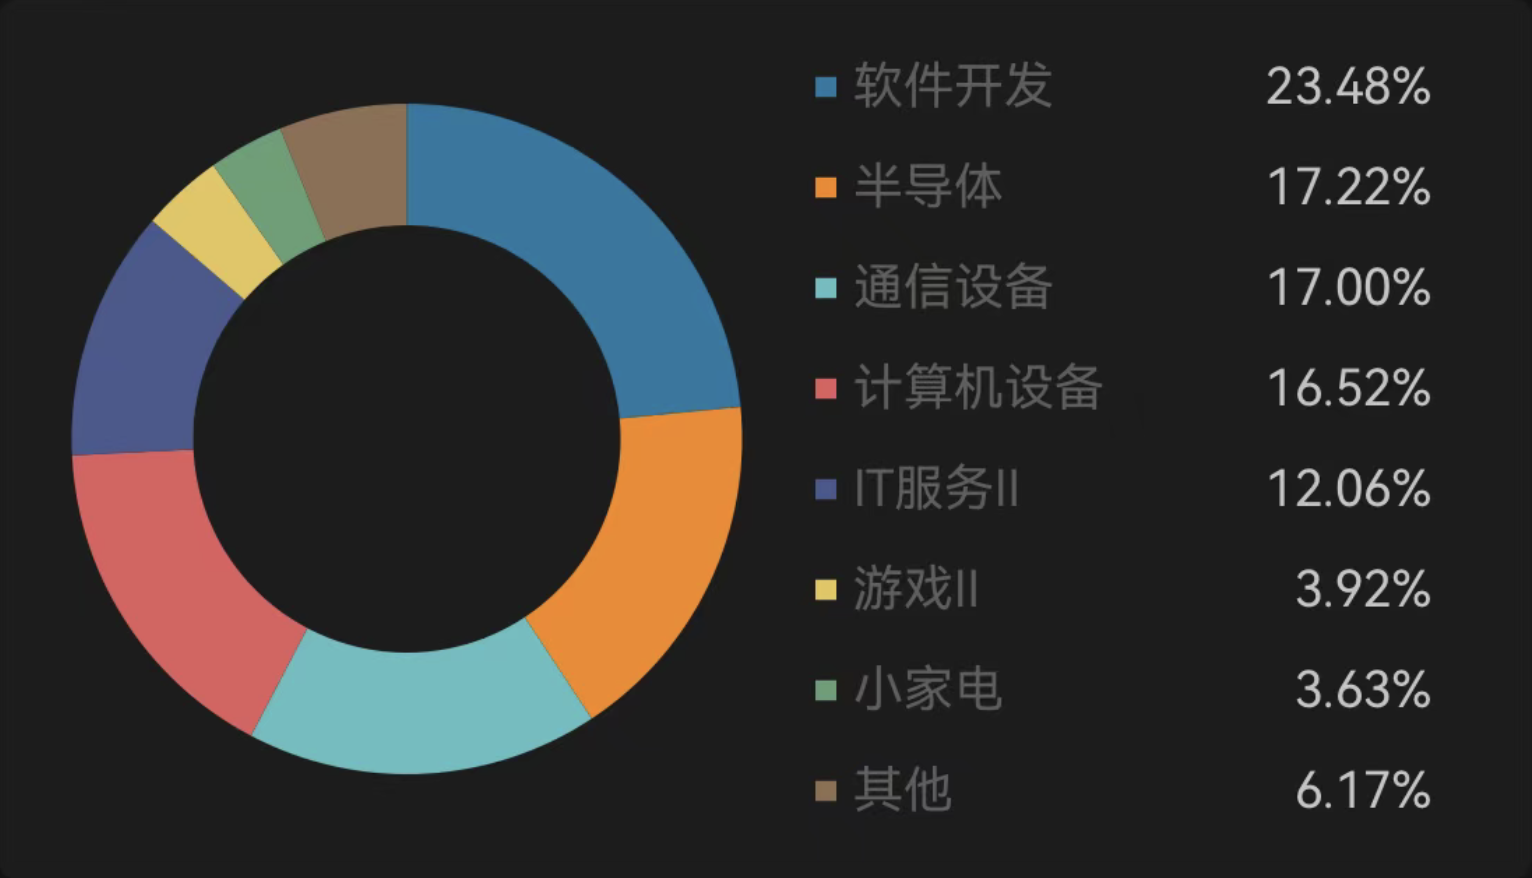 软件开发 23.48%
半导体 17.22%
通信设备 17.00%
计算机设备 16.52%
IT服务II 12.06%
游戏II 3.92%
小家电 3.63%
其他 6.17%